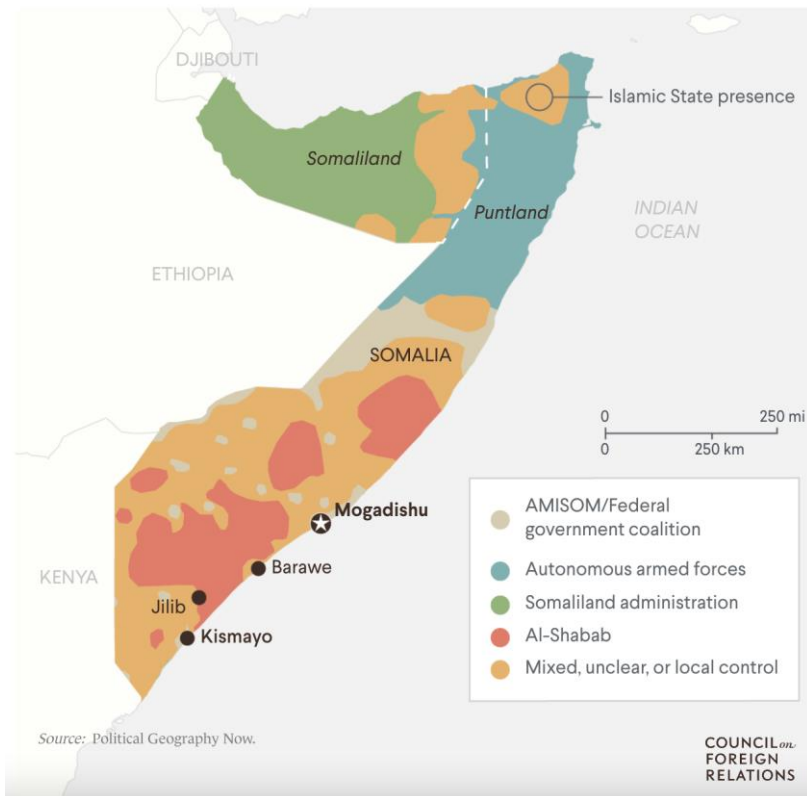 DJIBOUTI
Islamic State presence
Somaliland
Puntland
INDIAN
OCEAN
ETHIOPIA
SOMALIA
0
250 mi
0
250 km
Mogadishu
Barawe
KENYA
Jilib
Kismayo
AMISOM/Federal
government coalition
Autonomous armed forces
Somaliland administration
Al-Shabab
Mixed, unclear, or local control
Source: Political Geography Now.
COUNCIL on
FOREIGN
RELATIONS